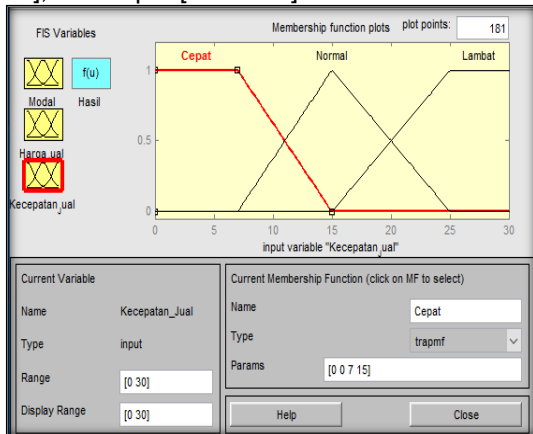 FIS Variables
Membership function plots plot points: 181
f(u)
Modal Hasil
Kecepatan_Jual
Cepat Normal Lambat
1
0.5
0
0 5 10 15 20 25 30
input variable "Kecepatan_Jual"
Current Variable
Name Kecepatan_Jual
Type input
Range [0 30]
Display Range [0 30]
Current Membership Function (click on MF to select)
Name Cepat
Type trapmf
Params [0 0 7 15]
Help Close